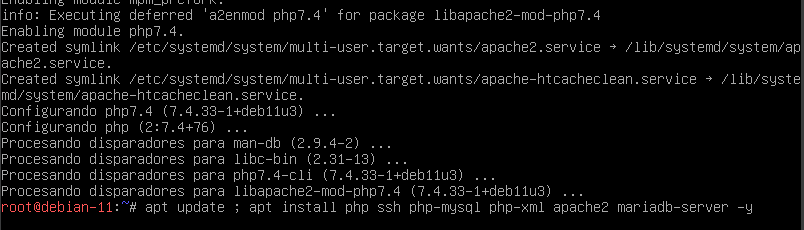 Enabling module mpm_prefork.
info: Executing deferred 'a2enmod php7.4' for package libapache2-mod-php7.4
Enabling module php7.4.
Created symlink /etc/systemd/system/multi-user.target.wants/apache2.service → /lib/systemd/system/ap
ache2.service.
Created symlink /etc/systemd/system/multi-user.target.wants/apache-htcacheclean.service → /lib/syste
md/system/apache-htcacheclean.service.
Configurando php7.4 (7.4.33-1+deb11u3) ...
Configurando php (2:7.4+76) ...
Procesando disparadores para man-db (2.9.4-2) ...
Procesando disparadores para libc-bin (2.31-13) ...
Procesando disparadores para php7.4-cli (7.4.33-1+deb11u3) ...
Procesando disparadores para libapache2-mod-php7.4 (7.4.33-1+deb11u3) ...
root@debian-11:~# apt update ; apt install php ssh php-mysql php-xml apache2 mariadb-server -y